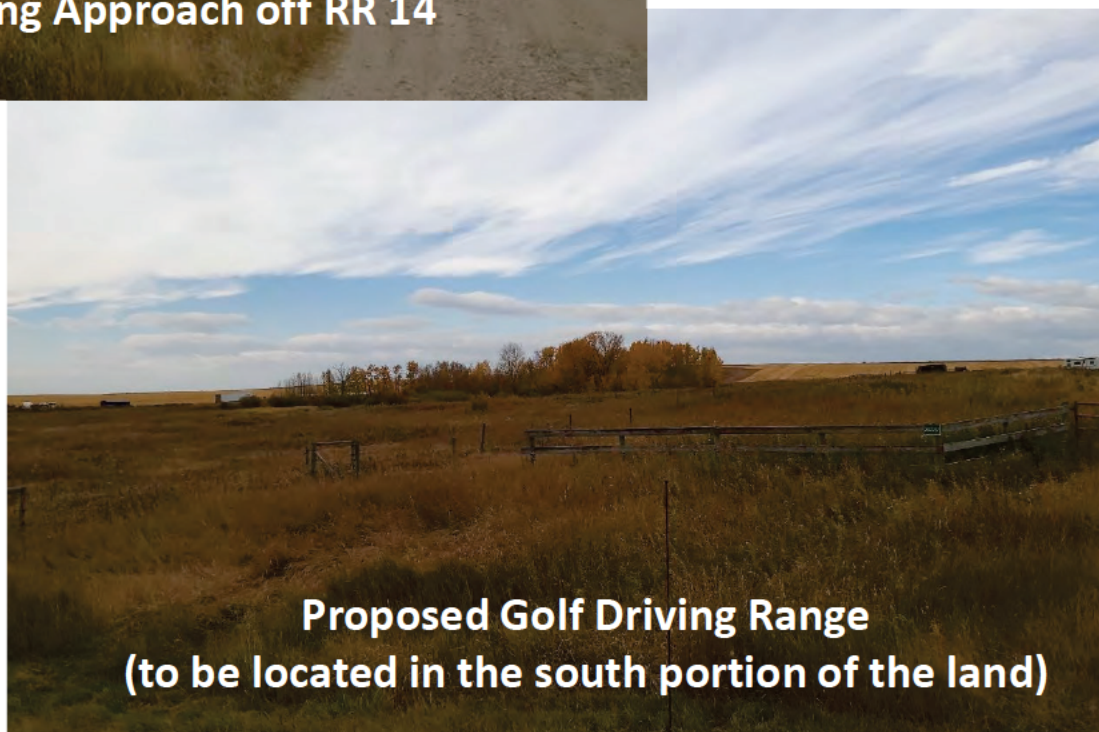 ng Approach off RR 14
Proposed Golf Driving Range
(to be located in the south portion of the land)